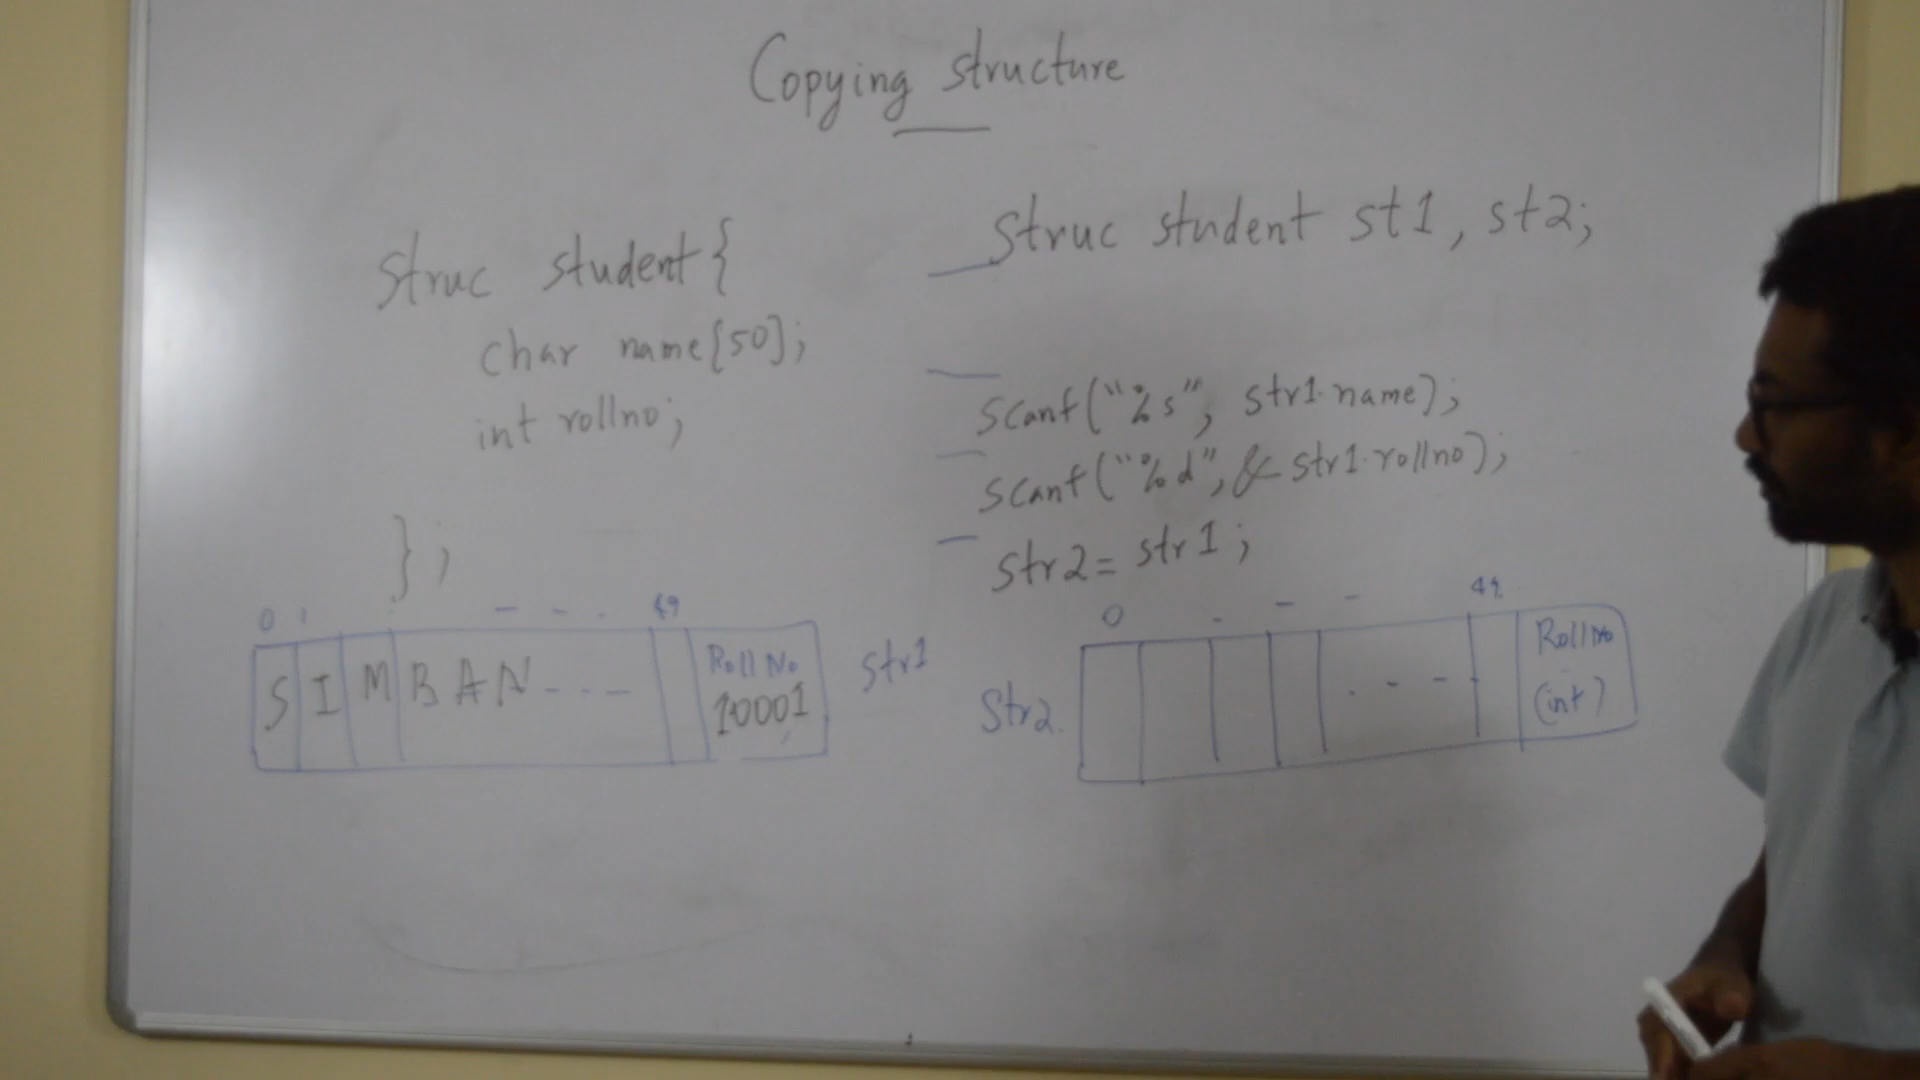 Copying structure
Struc student{
char name[50];
int rollno;
};
Struc student st1, st2;
scanf("%s", str1.name);
scanf("%d", & str1.rollno);
str2= str1;
0 1 - - . 49
S I M B A N - - - Roll No
10001
Str1
0 . - - 49
Str2. . - - Roll No
(int)